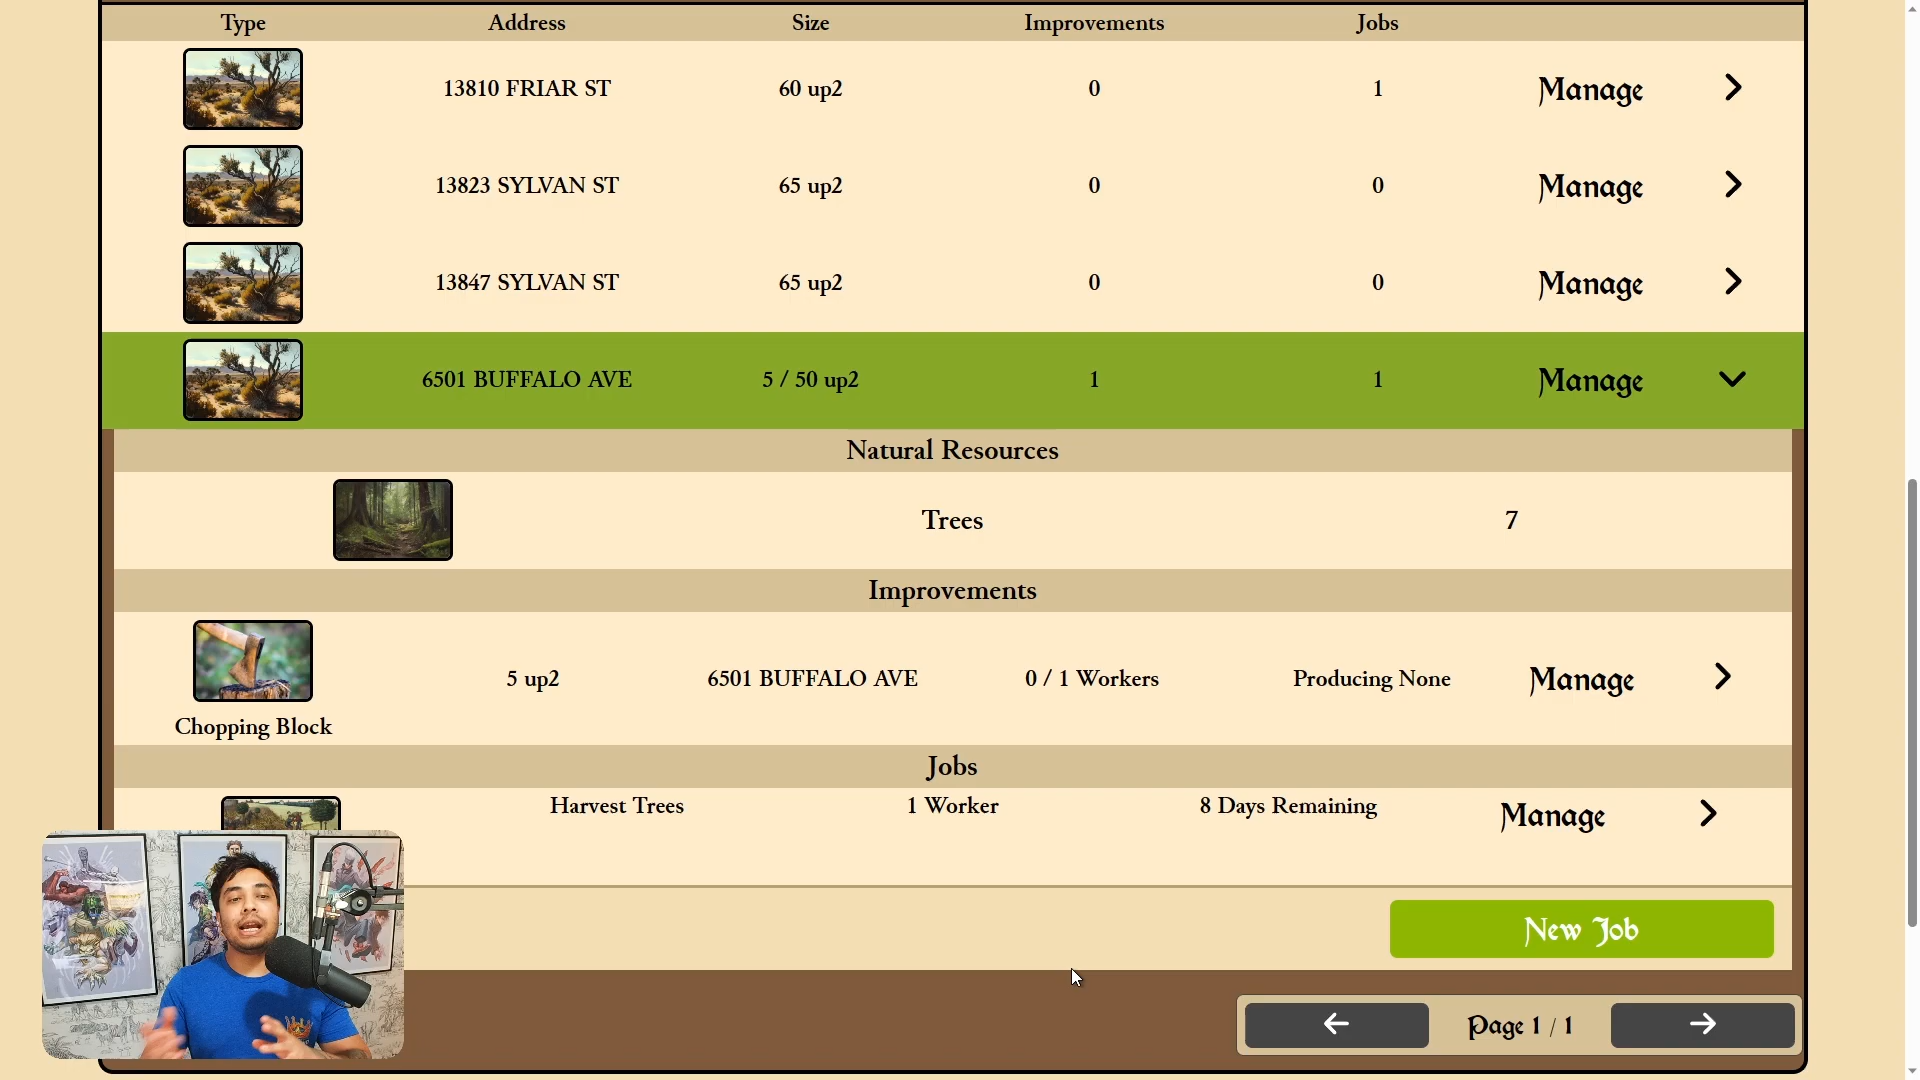 Type Address Size Improvements Jobs
13810 FRIAR ST 60 up2 0 1 Manage
13823 SYLVAN ST 65 up2 0 0 Manage
13847 SYLVAN ST 65 up2 0 0 Manage
6501 BUFFALO AVE 5 / 50 up2 1 1 Manage
Natural Resources
Trees 7
Improvements
5 up2 6501 BUFFALO AVE 0 / 1 Workers Producing None Manage
Chopping Block
Jobs
Harvest Trees 1 Worker 8 Days Remaining Manage
New Job
Page 1 / 1